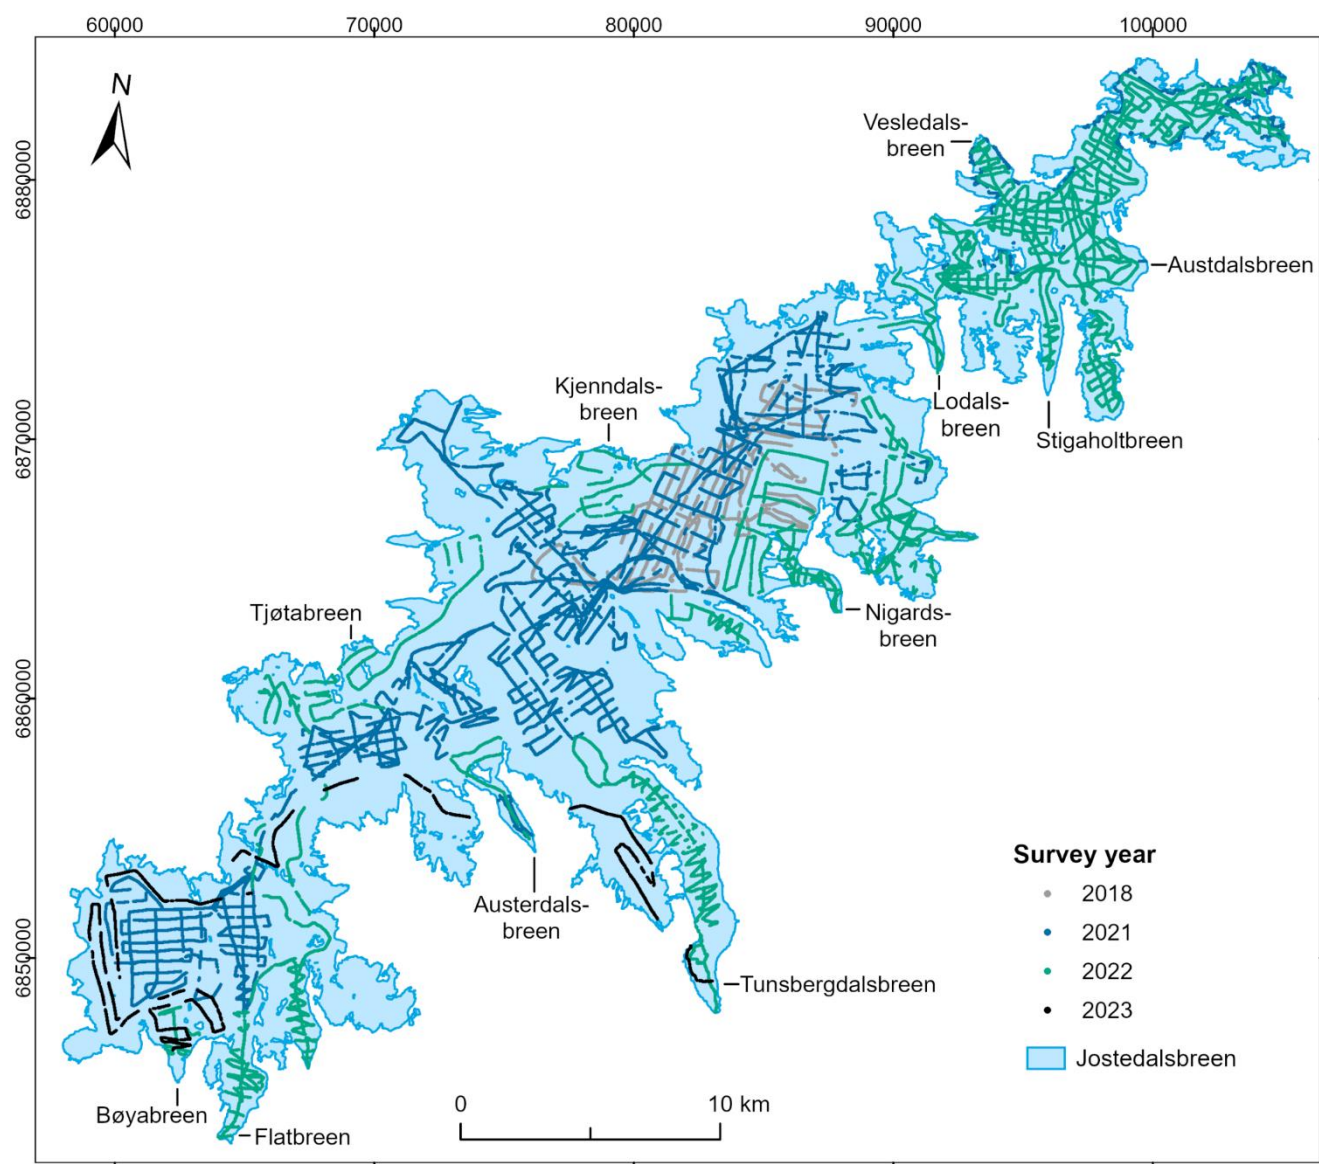 60000 70000 80000 90000 100000
N
Vesledals-
breen
6880000
Austdalsbreen
Kjenndals-
breen
Lodals-
breen
6870000
Stigaholtbreen
Tjøtabreen
Nigards-
breen
6860000
Survey year
2018
Austerdals-
breen
2021
6850000
2022
Tunsbergdalsbreen
2023
Jostedalsbreen
0 10 km
Bøyabreen
Flatbreen